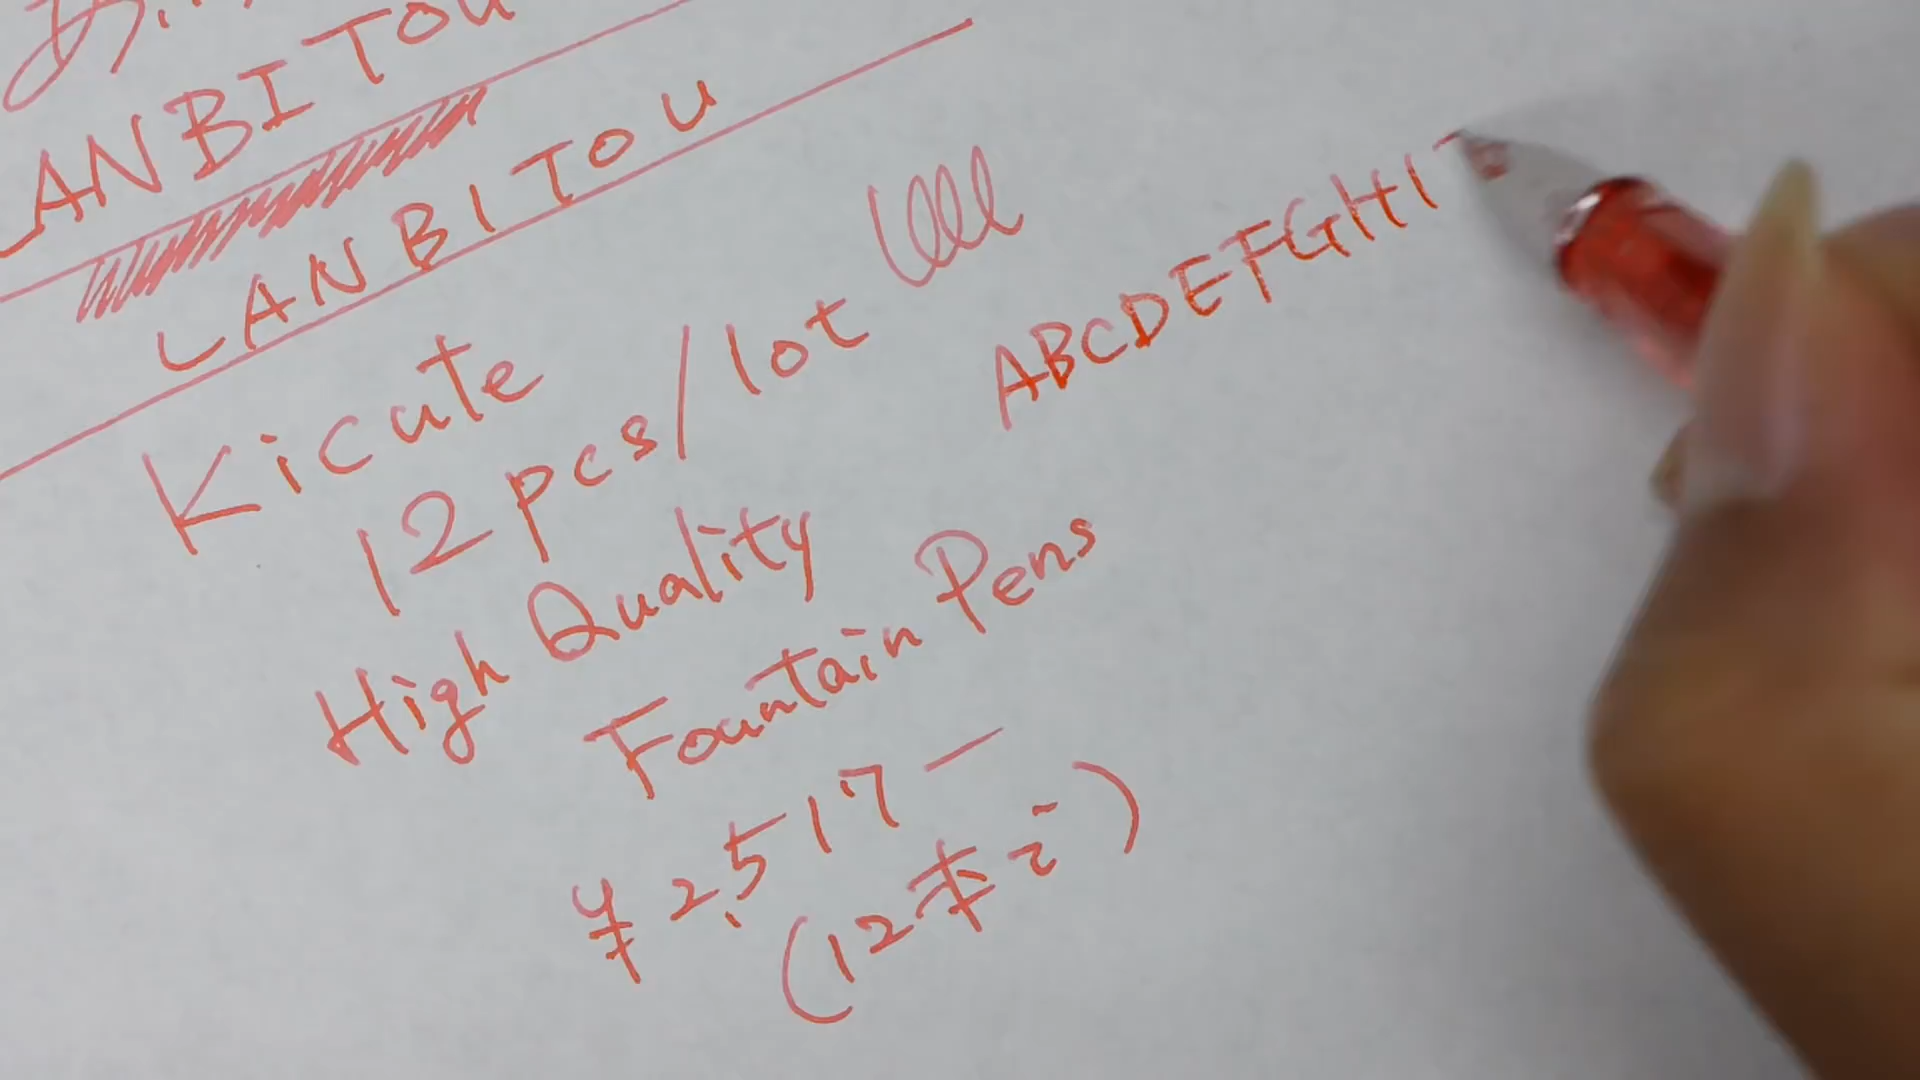 LANBITOU
LANBITOU
Kicute
12pcs/lot
High Quality
Fountain Pens
¥2,517-
(12本で)
ABCDEFGHI